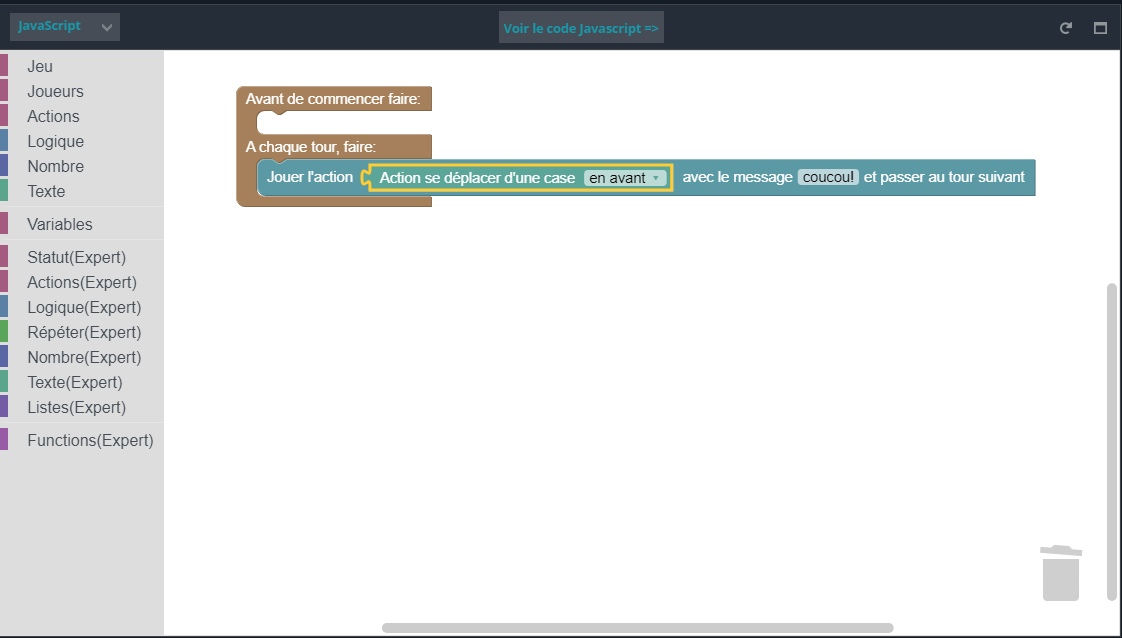 JavaScript
Voir le code Javascript =>
Jeu
Joueurs
Actions
Logique
Nombre
Texte
Variables
Statut(Expert)
Actions(Expert)
Logique(Expert)
Répéter(Expert)
Nombre(Expert)
Texte(Expert)
Listes(Expert)
Functions(Expert)
Avant de commencer faire:
A chaque tour, faire:
Jouer l'action Action se déplacer d'une case en avant avec le message coucou! et passer au tour suivant